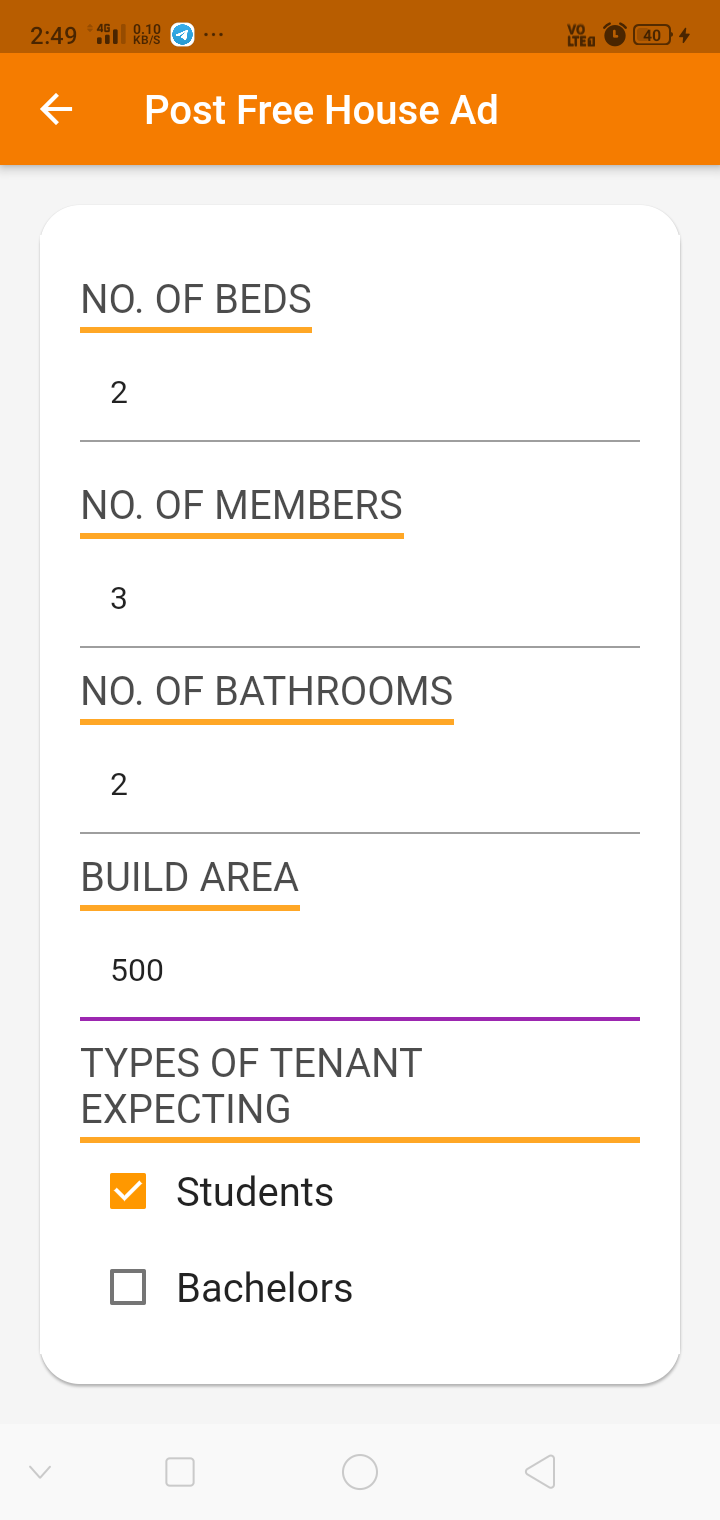 2:49 4G 0.10 KB/S ... VO LTE1 40
Post Free House Ad
NO. OF BEDS
2
NO. OF MEMBERS
3
NO. OF BATHROOMS
2
BUILD AREA
500
TYPES OF TENANT
EXPECTING
Students
Bachelors